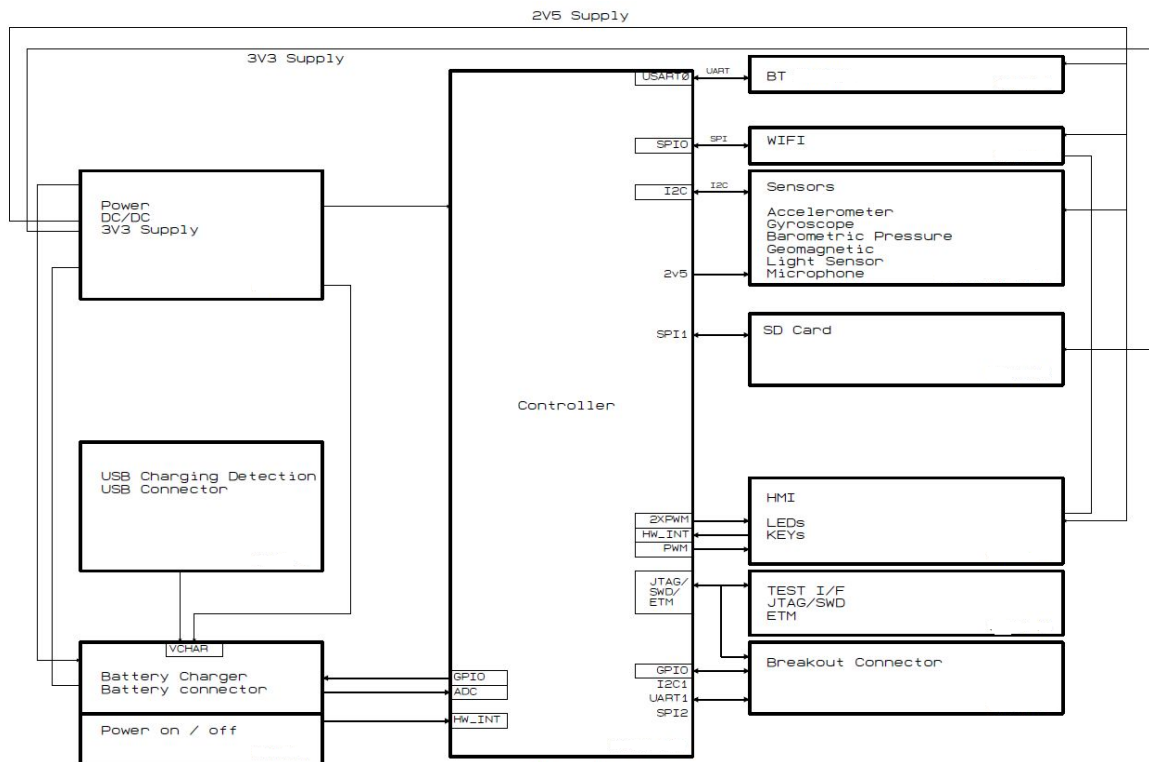 2V5 Supply
3V3 Supply
USART0
UART
BT
SPI0
SPI
WIFI
I2C
I2C
Sensors
Accelerometer
Gyroscope
Barometric Pressure
Geomagnetic
Light Sensor
Microphone
2v5
Power
DC/DC
3V3 Supply
SPI1
SD Card
Controller
USB Charging Detection
USB Connector
HMI
LEDs
KEYs
2XPWM
HW_INT
PWM
JTAG/
SWD/
ETM
TEST I/F
JTAG/SWD
ETM
VCHAR
Battery Charger
Battery connector
GPIO
ADC
Power on / off
HW_INT
GPIO
I2C1
UART1
SPI2
Breakout Connector